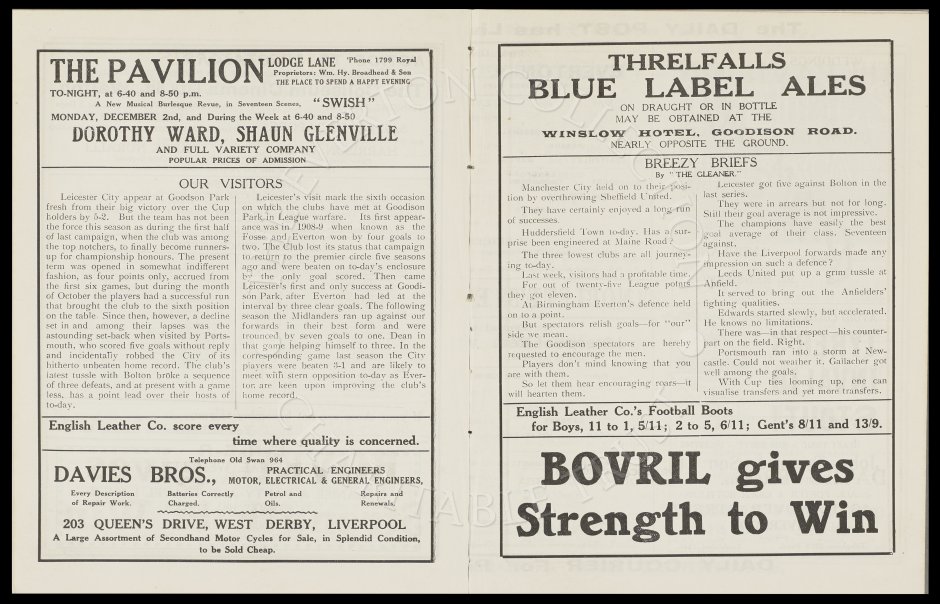 THE PAVILION
LODGE LANE 'Phone 1799 Royal
Proprietors: Wm. Hy. Broadhead & Son
THE PLACE TO SPEND A HAPPY EVENING
TO-NIGHT, at 6-40 and 8-50 p.m.
A New Musical Burlesque Revue, in Seventeen Scenes, "SWISH"
MONDAY, DECEMBER 2nd, and During the Week at 6-40 and 8-50
DOROTHY WARD, SHAUN GLENVILLE
AND FULL VARIETY COMPANY
POPULAR PRICES OF ADMISSION
OUR VISITORS
Leicester City appear at Goodson Park
fresh from their big victory over the Cup
holders by 5-2. But the team has not been
the force this season as during the first half
of last campaign, when the club was among
the top notchers, to finally become runners-
up for championship honours. The present
term was opened in somewhat indifferent
fashion, as four points only, accrued from
the first six games, but during the month
of October the players had a successful run
that brought the club to the sixth position
on the table. Since then, however, a decline
set in and among their lapses was the
astounding set-back when visited by Ports-
mouth, who scored five goals without reply
and incidentally robbed the City of its
hitherto unbeaten home record. The club's
latest tussle with Bolton broke a sequence
of three defeats, and at present with a game
less, has a point lead over their hosts of
to-day.
Leicester's visit mark the sixth occasion
on which the clubs have met at Goodison
Park in League warfare. Its first appear-
ance was in 1908-9 when known as the
Fosse and Everton won by four goals to
two. The Club lost its status that campaign
to return to the premier circle five seasons
ago and were beaten on to-day's enclosure
by the only goal scored. Then came
Leicester's first and only success at Goodi-
son Park, after Everton had led at the
interval by three clear goals. The following
season the Midlanders ran up against our
forwards in their best form and were
trounced by seven goals to one. Dean in
that game helping himself to three. In the
corresponding game last season the City
players were beaten 3-1 and are likely to
meet with stern opposition to-day as Ever-
ton are keen upon improving the club's
home record.
English Leather Co. score every
time where quality is concerned.
Telephone Old Swan 964
DAVIES BROS., PRACTICAL ENGINEERS
MOTOR, ELECTRICAL & GENERAL ENGINEERS,
Every Description of Repair Work.
Batteries Correctly Charged.
Petrol and Oils.
Repairs and Renewals.
203 QUEEN'S DRIVE, WEST DERBY, LIVERPOOL
A Large Assortment of Secondhand Motor Cycles for Sale, in Splendid Condition,
to be Sold Cheap.
THRELFALLS
BLUE LABEL ALES
ON DRAUGHT OR IN BOTTLE
MAY BE OBTAINED AT THE
WINSLOW HOTEL, GOODISON ROAD.
NEARLY OPPOSITE THE GROUND.
BREEZY BRIEFS
By "THE GLEANER."
Manchester City held on to their posi-
tion by overthrowing Sheffield United.
They have certainly enjoyed a long run
of successes.
Huddersfield Town to-day. Has a sur-
prise been engineered at Maine Road?
The three lowest clubs are all journey-
ing to-day.
Last week, visitors had a profitable time.
For out of twenty-five League points
they got eleven.
At Birmingham Everton's defence held
on to a point.
But spectators relish goals—for "our"
side we mean.
The Goodison spectators are hereby
requested to encourage the men.
Players don't mind knowing that you
are with them.
So let them hear encouraging roars—it
will hearten them.
Leicester got five against Bolton in the
last series.
They were in arrears but not for long.
Still their goal average is not impressive.
The champions have easily the best
goal average of their class. Seventeen
against.
Have the Liverpool forwards made any
impression on such a defence?
Leeds United put up a grim tussle at
Anfield.
It served to bring out the Anfielders'
fighting qualities.
Edwards started slowly, but accelerated.
He knows no limitations.
There was—in that respect—his counter-
part on the field. Right.
Portsmouth ran into a storm at New-
castle. Could not weather it. Gallacher got
well among the goals.
With Cup ties looming up, one can
visualise transfers and yet more transfers.
English Leather Co.'s Football Boots
for Boys, 11 to 1, 5/11; 2 to 5, 6/11; Gent's 8/11 and 13/9.
BOVRIL gives
Strength to Win